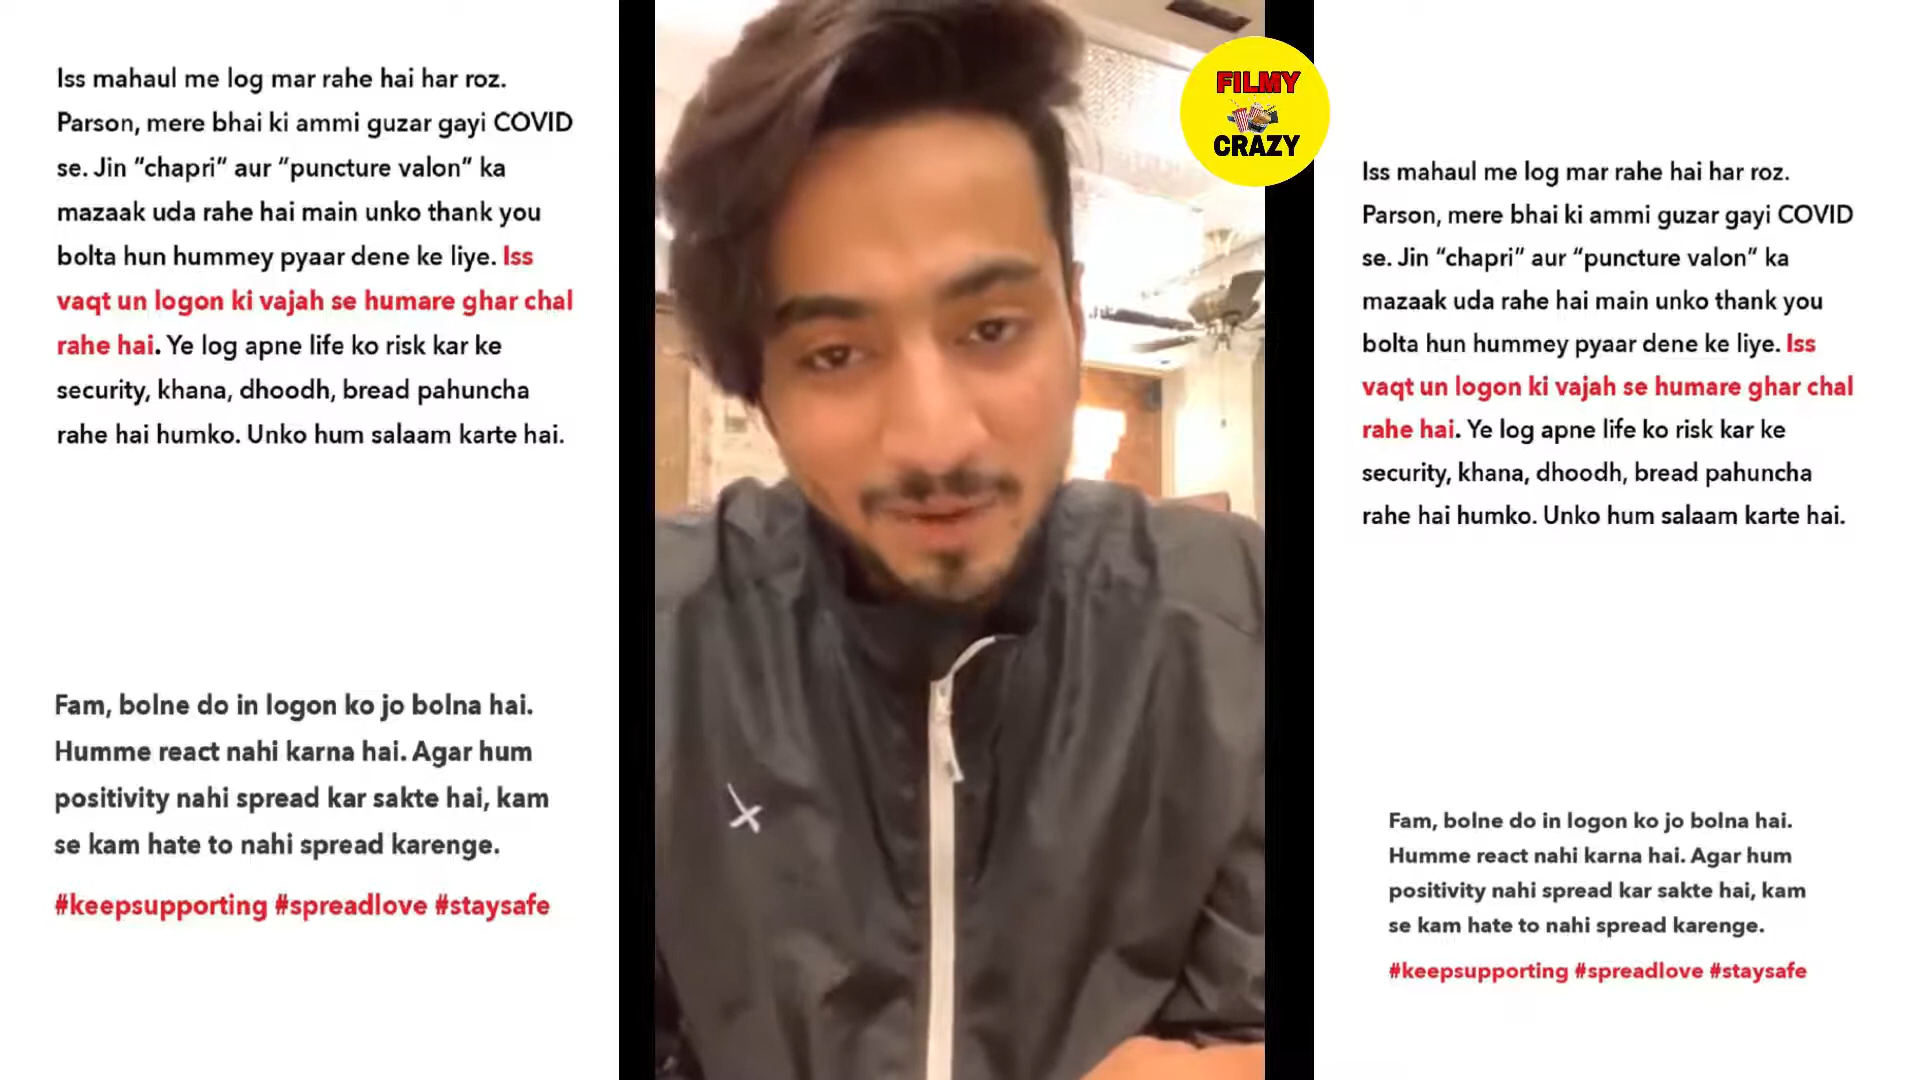 Iss mahaul me log mar rahe hai har roz.
Parson, mere bhai ki ammi guzar gayi COVID
se. Jin “chapri” aur “puncture valon” ka
mazaak uda rahe hai main unko thank you
bolta hun hummey pyaar dene ke liye. Iss
vaqt un logon ki vajah se humare ghar chal
rahe hai. Ye log apne life ko risk kar ke
security, khana, dhoodh, bread pahuncha
rahe hai humko. Unko hum salaam karte hai.
Fam, bolne do in logon ko jo bolna hai.
Humme react nahi karna hai. Agar hum
positivity nahi spread kar sakte hai, kam
se kam hate to nahi spread karenge.
#keepsupporting #spreadlove #staysafe
FILMY
CRAZY
Iss mahaul me log mar rahe hai har roz.
Parson, mere bhai ki ammi guzar gayi COVID
se. Jin “chapri” aur “puncture valon” ka
mazaak uda rahe hai main unko thank you
bolta hun hummey pyaar dene ke liye. Iss
vaqt un logon ki vajah se humare ghar chal
rahe hai. Ye log apne life ko risk kar ke
security, khana, dhoodh, bread pahuncha
rahe hai humko. Unko hum salaam karte hai.
Fam, bolne do in logon ko jo bolna hai.
Humme react nahi karna hai. Agar hum
positivity nahi spread kar sakte hai, kam
se kam hate to nahi spread karenge.
#keepsupporting #spreadlove #staysafe